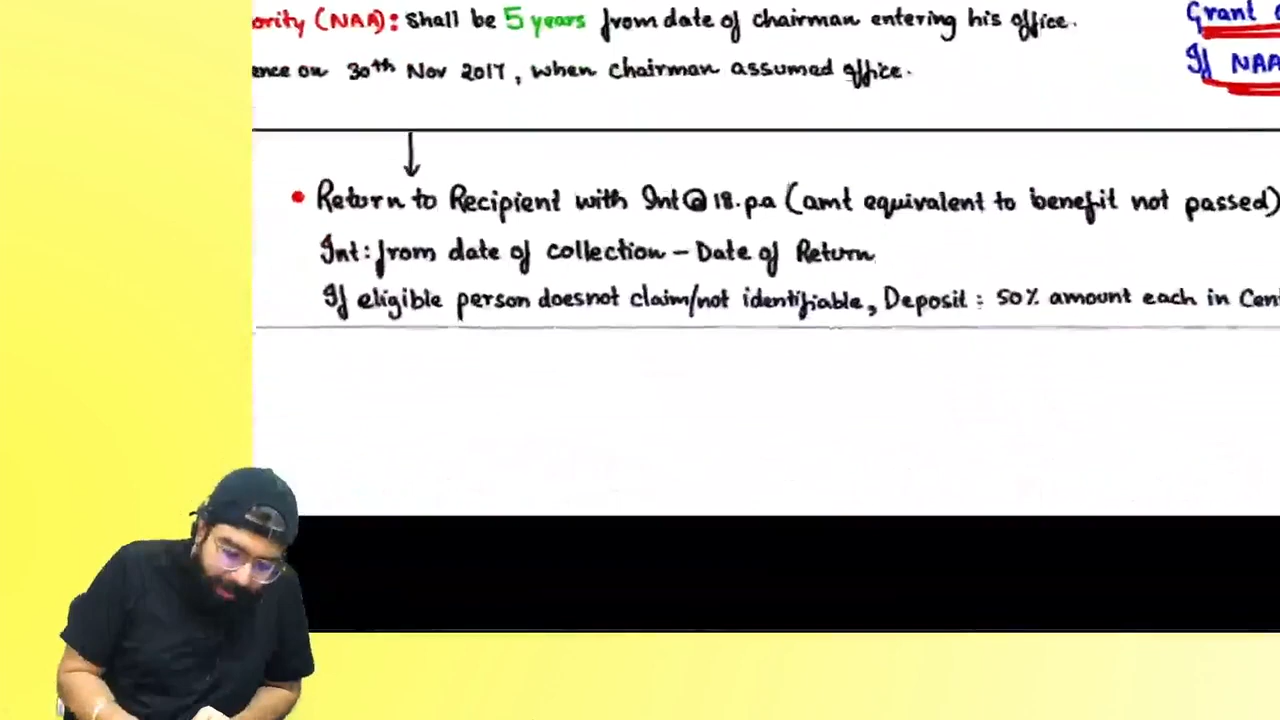 ority (NAA): Shall be 5 years from date of chairman entering his office.
ence on 30th Nov 2017, when chairman assumed office.
Grant
If NAA
• Return to Recipient with Int@18.pa (amt equivalent to benefit not passed)
Int: from date of collection – Date of Return
If eligible person doesnot claim/not identifiable, Deposit: 50% amount each in Cen